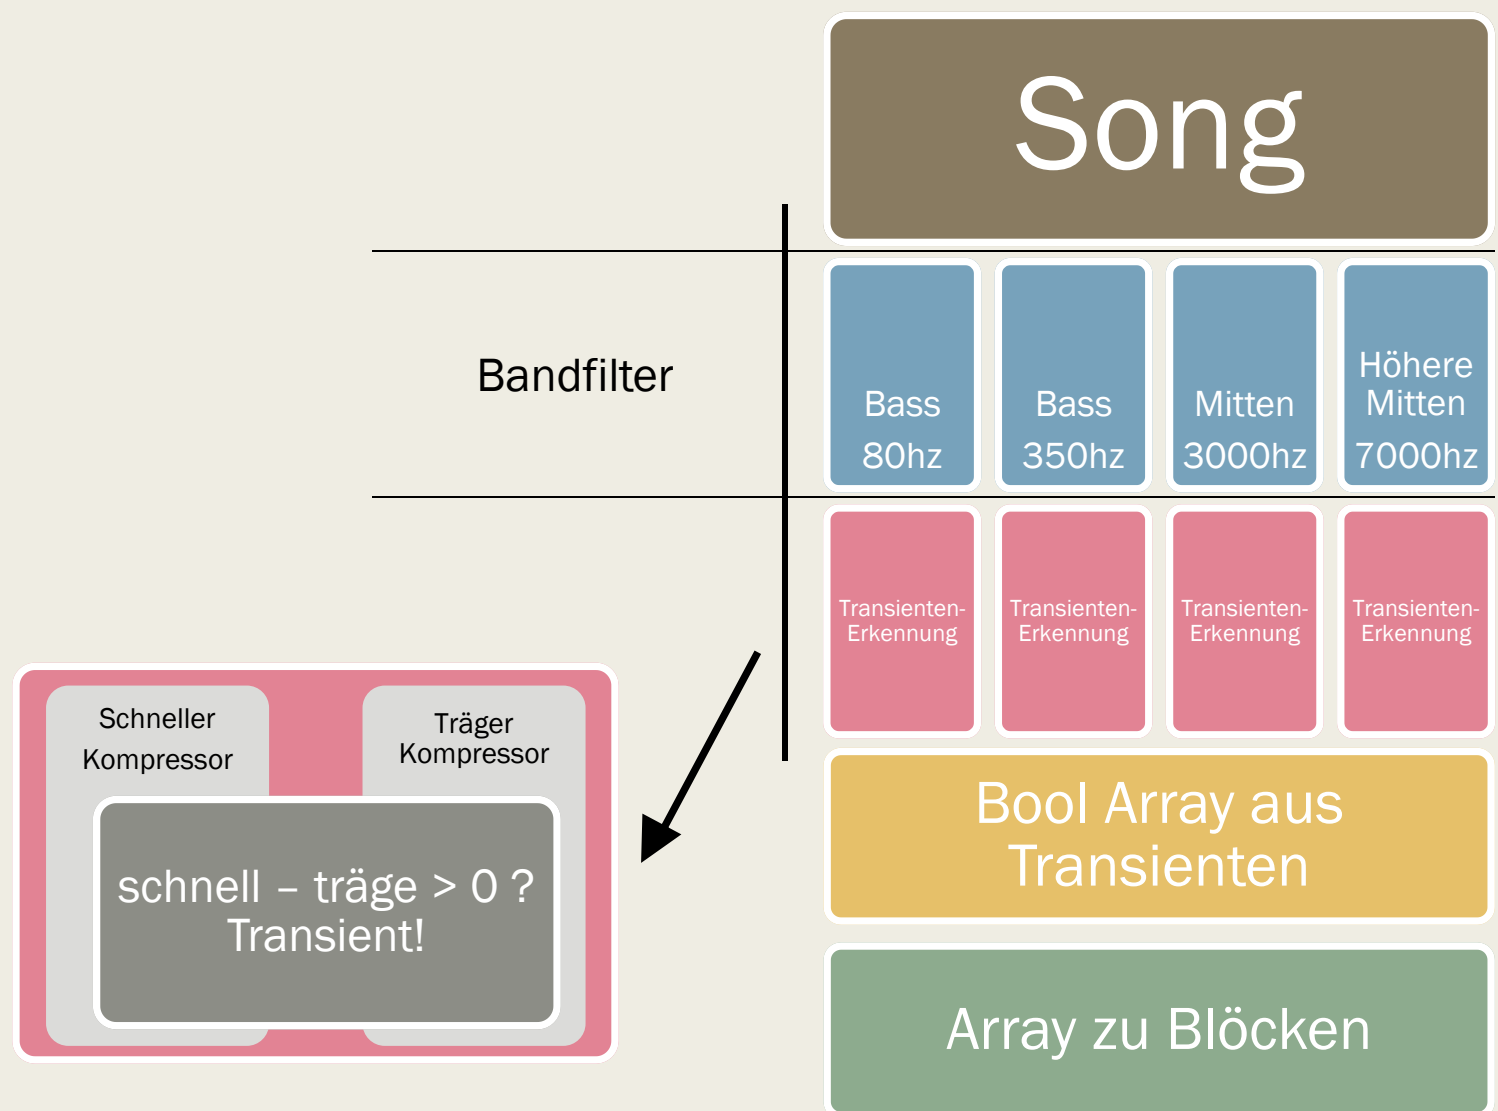 Song
Bandfilter
Bass
80hz
Bass
350hz
Mitten
3000hz
Höhere
Mitten
7000hz
Transienten-
Erkennung
Transienten-
Erkennung
Transienten-
Erkennung
Transienten-
Erkennung
Schneller
Kompressor
Träger
Kompressor
schnell – träge > 0 ?
Transient!
Bool Array aus
Transienten
Array zu Blöcken